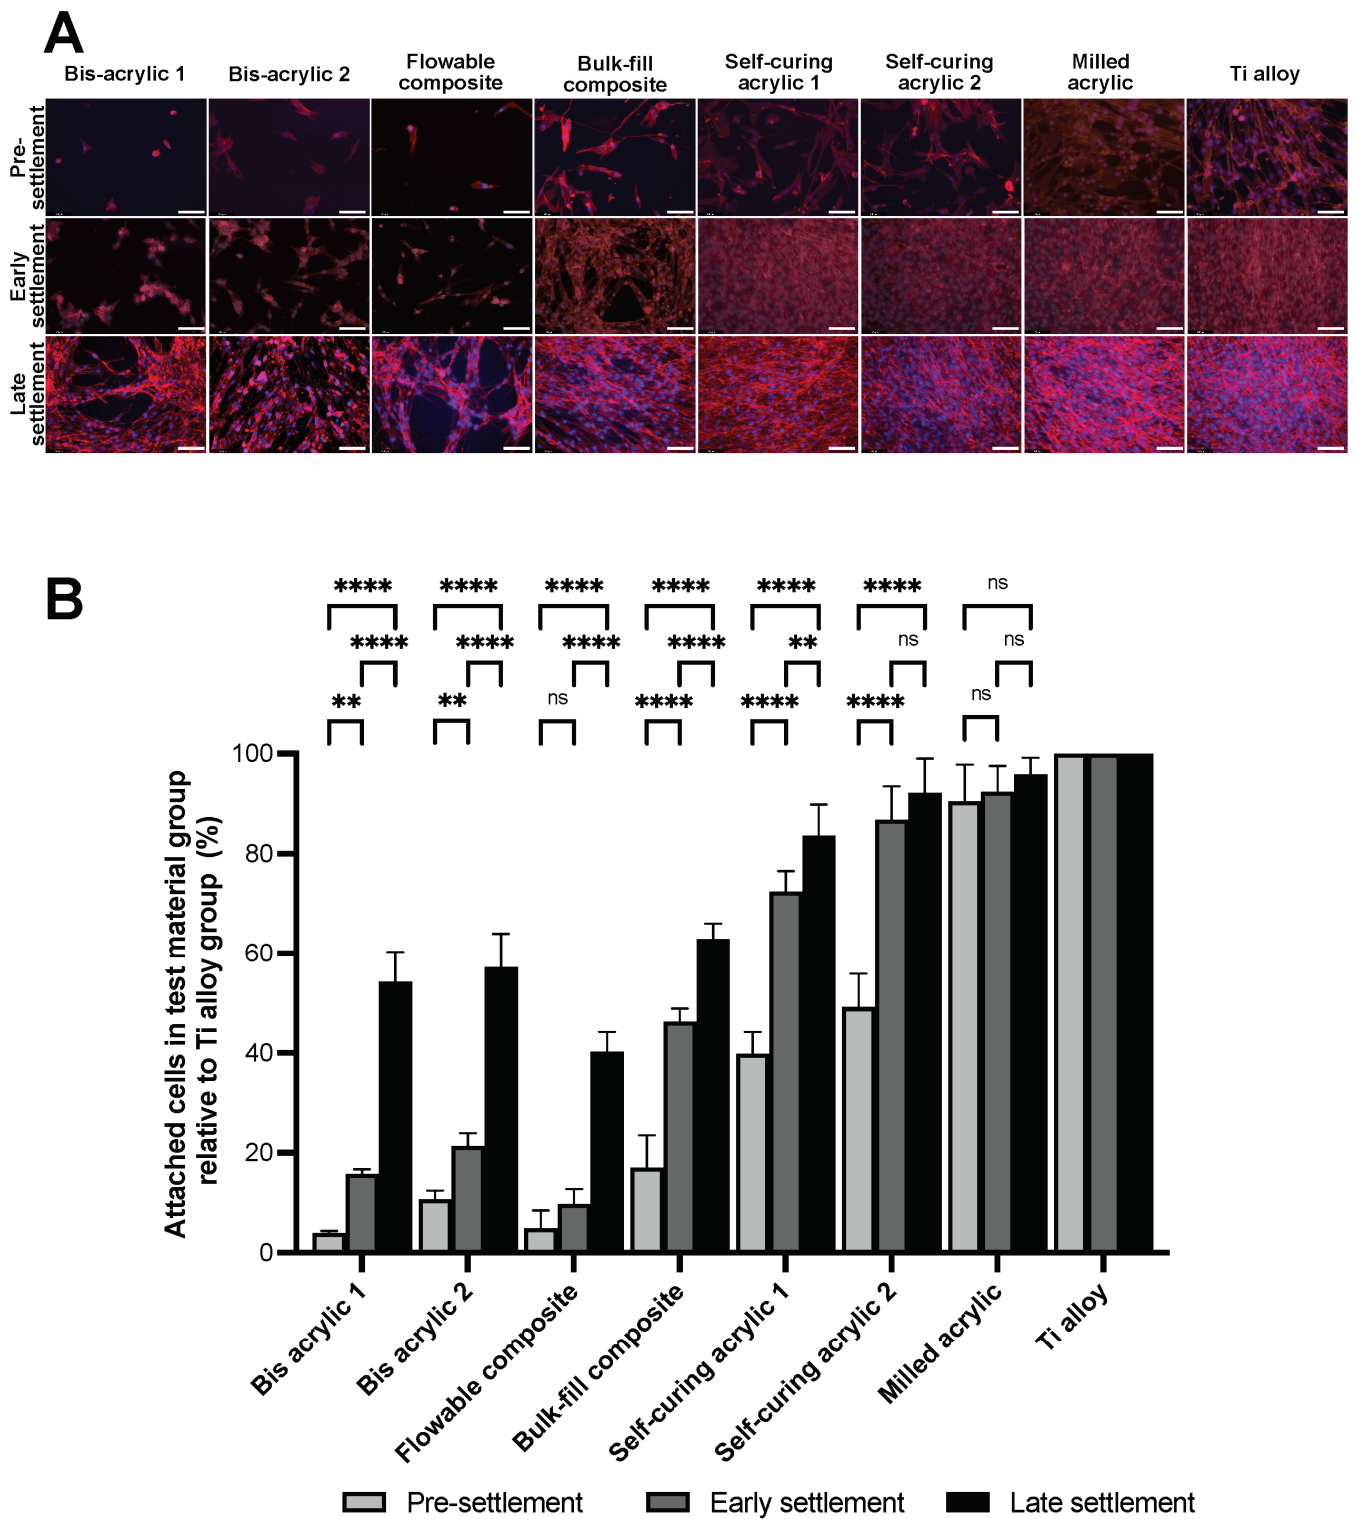 A
Bis-acrylic 1
Bis-acrylic 2
Flowable
composite
Bulk-fill
composite
Self-curing
acrylic 1
Self-curing
acrylic 2
Milled
acrylic
Ti alloy
Pre-
settlement
Early
settlement
Late
settlement
B
**** **** **** **** **** **** ns
**** **** **** **** ** ns ns
** ** ns **** **** **** ns
100
80
60
40
20
0
Attached cells in test material group
relative to Ti alloy group (%)
Bis acrylic 1
Bis acrylic 2
Flowable composite
Bulk-fill composite
Self-curing acrylic 1
Self-curing acrylic 2
Milled acrylic
Ti alloy
Pre-settlement
Early settlement
Late settlement